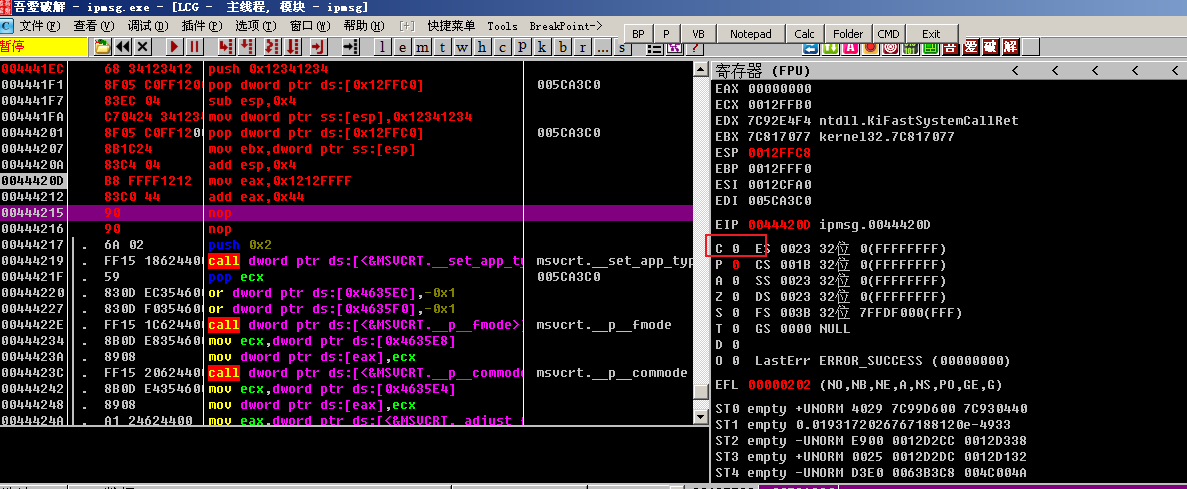 吾爱破解 - ipmsg.exe - [LCG - 主线程, 模块 - ipmsg]
C 文件(F) 查看(V) 调试(D) 插件(P) 选项(T) 窗口(W) 帮助(H) [+] 快捷菜单 Tools BreakPoint->
BP P VB Notepad Calc Folder CMD Exit
暂停 l e m t w h c p k b r ... s ? 吾 爱 破 解
004441EC 68 34123412 push 0x12341234
004441F1 8F05 C0FF1200 pop dword ptr ds:[0x12FFC0] 005CA3C0
004441F7 83EC 04 sub esp,0x4
004441FA C70424 341234 mov dword ptr ss:[esp],0x12341234
00444201 8F05 C0FF1200 pop dword ptr ds:[0x12FFC0] 005CA3C0
00444207 8B1C24 mov ebx,dword ptr ss:[esp]
0044420A 83C4 04 add esp,0x4
0044420D B8 FFFF1212 mov eax,0x1212FFFF
00444212 83C0 44 add eax,0x44
00444215 90 nop
00444216 90 nop
00444217 . 6A 02 push 0x2
00444219 . FF15 18624400 call dword ptr ds:[<&MSVCRT.__set_app_ty msvcrt.__set_app_type
0044421F . 59 pop ecx 005CA3C0
00444220 . 830D EC354600 or dword ptr ds:[0x4635EC],-0x1
00444227 . 830D F0354600 or dword ptr ds:[0x4635F0],-0x1
0044422E . FF15 1C624400 call dword ptr ds:[<&MSVCRT.__p__fmode>] msvcrt.__p__fmode
00444234 . 8B0D E8354600 mov ecx,dword ptr ds:[0x4635E8]
0044423A . 8908 mov dword ptr ds:[eax],ecx
0044423C . FF15 20624400 call dword ptr ds:[<&MSVCRT.__p__commode msvcrt.__p__commode
00444242 . 8B0D E4354600 mov ecx,dword ptr ds:[0x4635E4]
00444248 . 8908 mov dword ptr ds:[eax],ecx
0044424A . A1 24624400 mov eax,dword ptr ds:[<&MSVCRT._adjust_f
寄存器 (FPU) < < < < <
EAX 00000000
ECX 0012FFB0
EDX 7C92E4F4 ntdll.KiFastSystemCallRet
EBX 7C817077 kernel32.7C817077
ESP 0012FFC8
EBP 0012FFF0
ESI 0012CFA0
EDI 005CA3C0
EIP 0044420D ipmsg.0044420D
C 0 ES 0023 32位 0(FFFFFFFF)
P 0 CS 001B 32位 0(FFFFFFFF)
A 0 SS 0023 32位 0(FFFFFFFF)
Z 0 DS 0023 32位 0(FFFFFFFF)
S 0 FS 003B 32位 7FFDF000(FFF)
T 0 GS 0000 NULL
D 0
O 0 LastErr ERROR_SUCCESS (00000000)
EFL 00000202 (NO,NB,NE,A,NS,PO,GE,G)
ST0 empty +UNORM 4029 7C99D600 7C930440
ST1 empty 0.0193172026767188120e-4933
ST2 empty -UNORM E900 0012D2CC 0012D338
ST3 empty +UNORM 0025 0012D2DC 0012D132
ST4 empty -UNORM D3E0 0063B3C8 004C004A